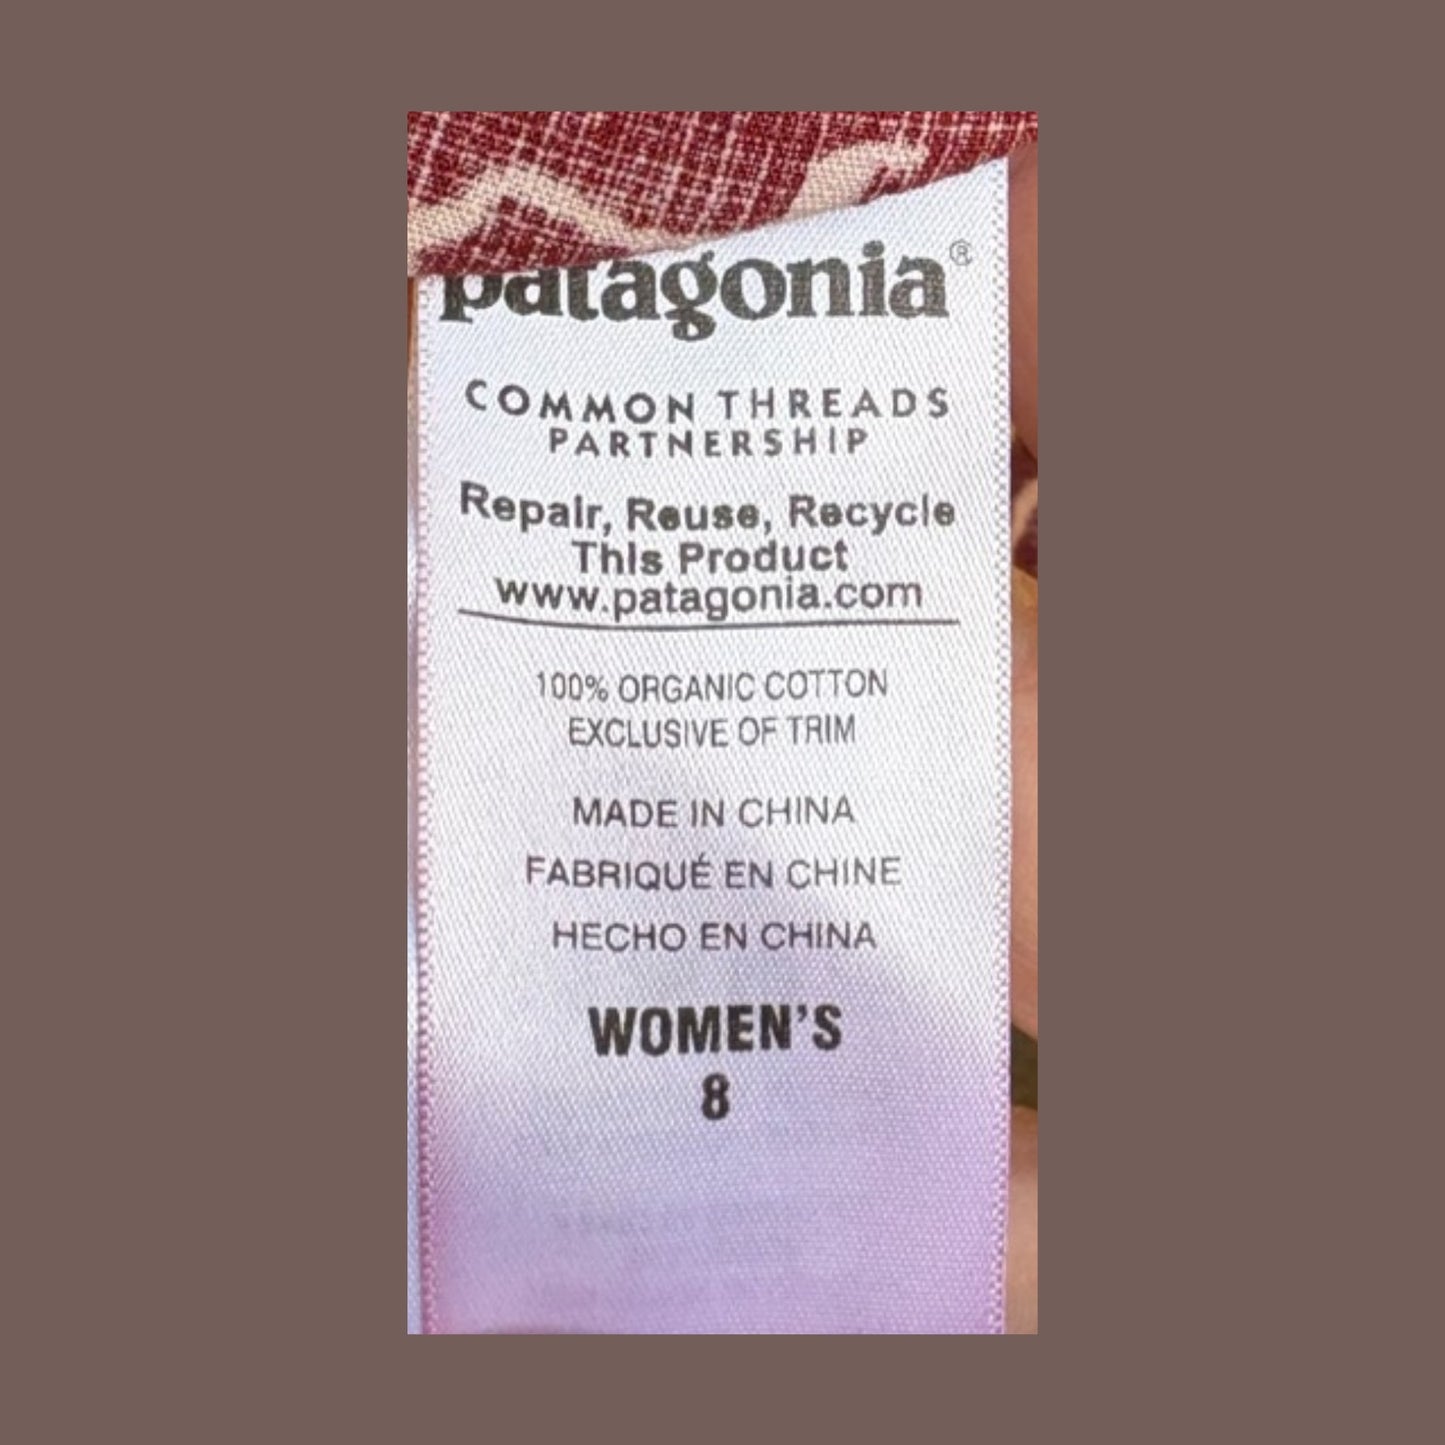 patagonia®
COMMON THREADS
PARTNERSHIP
Repair, Reuse, Recycle
This Product
www.patagonia.com
100% ORGANIC COTTON
EXCLUSIVE OF TRIM
MADE IN CHINA
FABRIQUÉ EN CHINE
HECHO EN CHINA
WOMEN'S
8